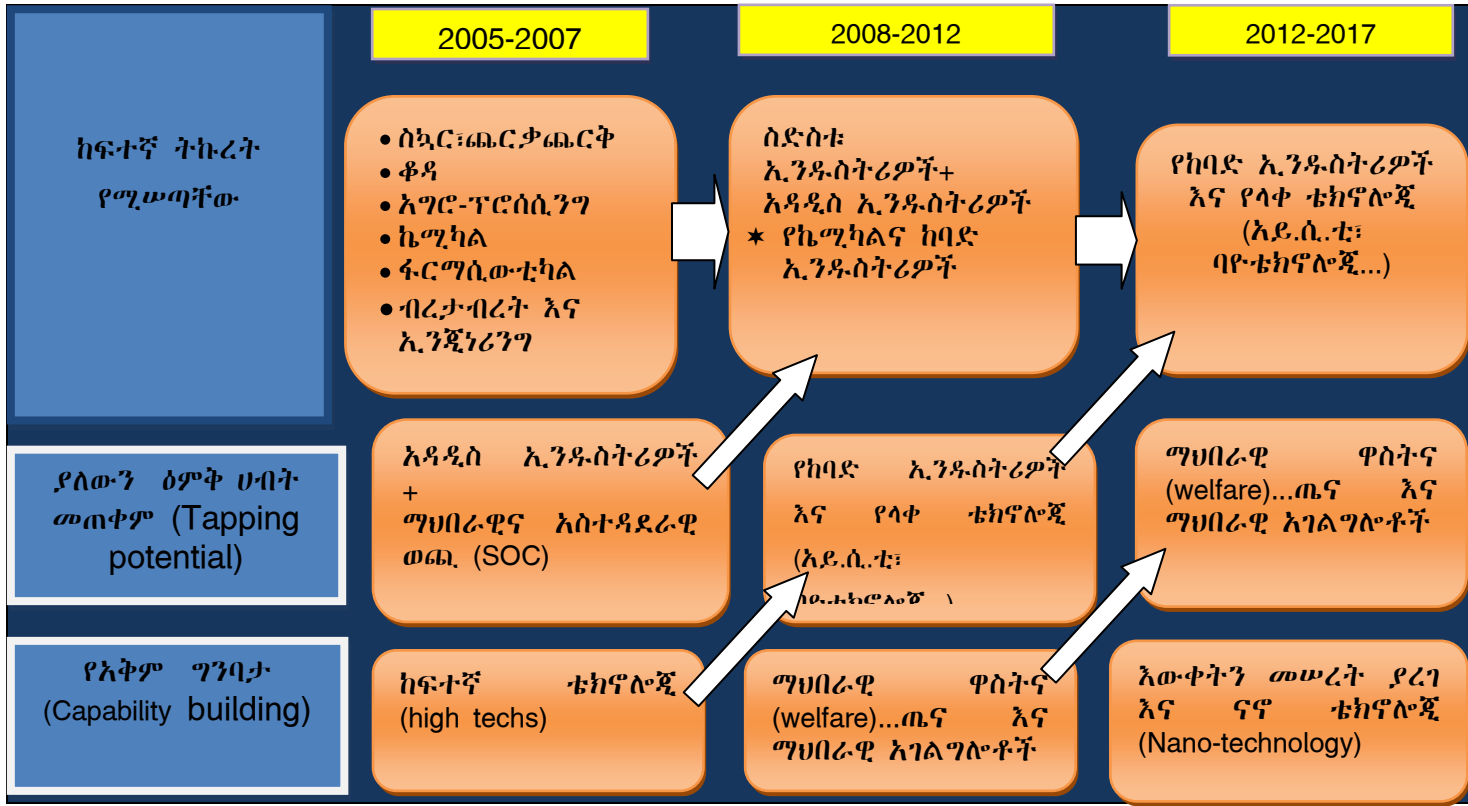 2005-2007
2008-2012
2012-2017
ከፍተኛ ትኩረት
የሚሠጣቸው
• ስኳር፣ጨርቃጨርቅ
• ቆዳ
• አግሮ-ፕሮሰሲንግ
• ኬሚካል
• ፋርማሲውቲካል
• ብረታብረት እና
ኢንጂነሪንግ
ስድስቱ
ኢንዱስትሪዎች+
አዳዲስ ኢንዱስትሪዎች
✶ የኬሚካልና ከባድ
ኢንዱስትሪዎች
የከባድ ኢንዱስትሪዎች
እና የላቀ ቴክኖሎጂ
(አይ.ሲ.ቲ፣
ባዮቴክኖሎጂ...)
ያለውን ዕምቅ ሀብት
መጠቀም (Tapping
potential)
አዳዲስ ኢንዱስትሪዎች
+
ማህበራዊና አስተዳደራዊ
ወጪ (SOC)
የከባድ ኢንዱስትሪዎች
እና የላቀ ቴክኖሎጂ
(አይ.ሲ.ቲ፣
ማህበራዊ ዋስትና
(welfare)...ጤና እና
ማህበራዊ አገልግሎቶች
የአቅም ግንባታ
(Capability building)
ከፍተኛ ቴክኖሎጂ
(high techs)
ማህበራዊ ዋስትና
(welfare)...ጤና እና
ማህበራዊ አገልግሎቶች
እውቀትን መሠረት ያረገ
እና ናኖ ቴክኖሎጂ
(Nano-technology)